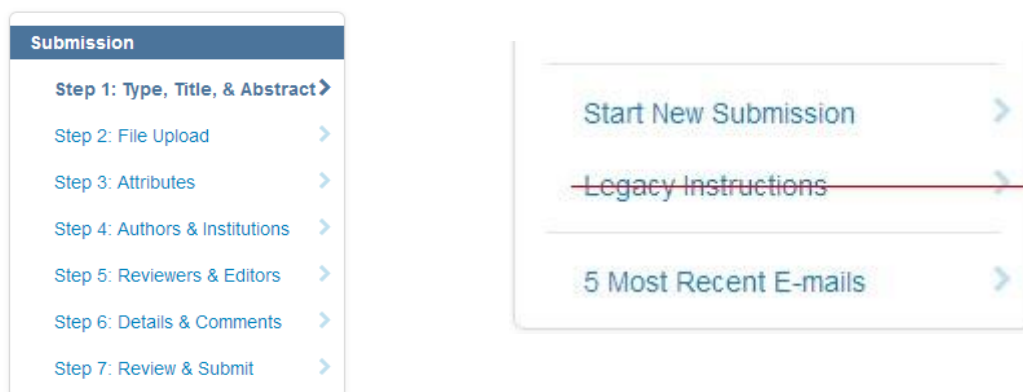 Submission
Step 1: Type, Title, & Abstract
Step 2: File Upload
Step 3: Attributes
Step 4: Authors & Institutions
Step 5: Reviewers & Editors
Step 6: Details & Comments
Step 7: Review & Submit
Start New Submission
Legacy Instructions
5 Most Recent E-mails